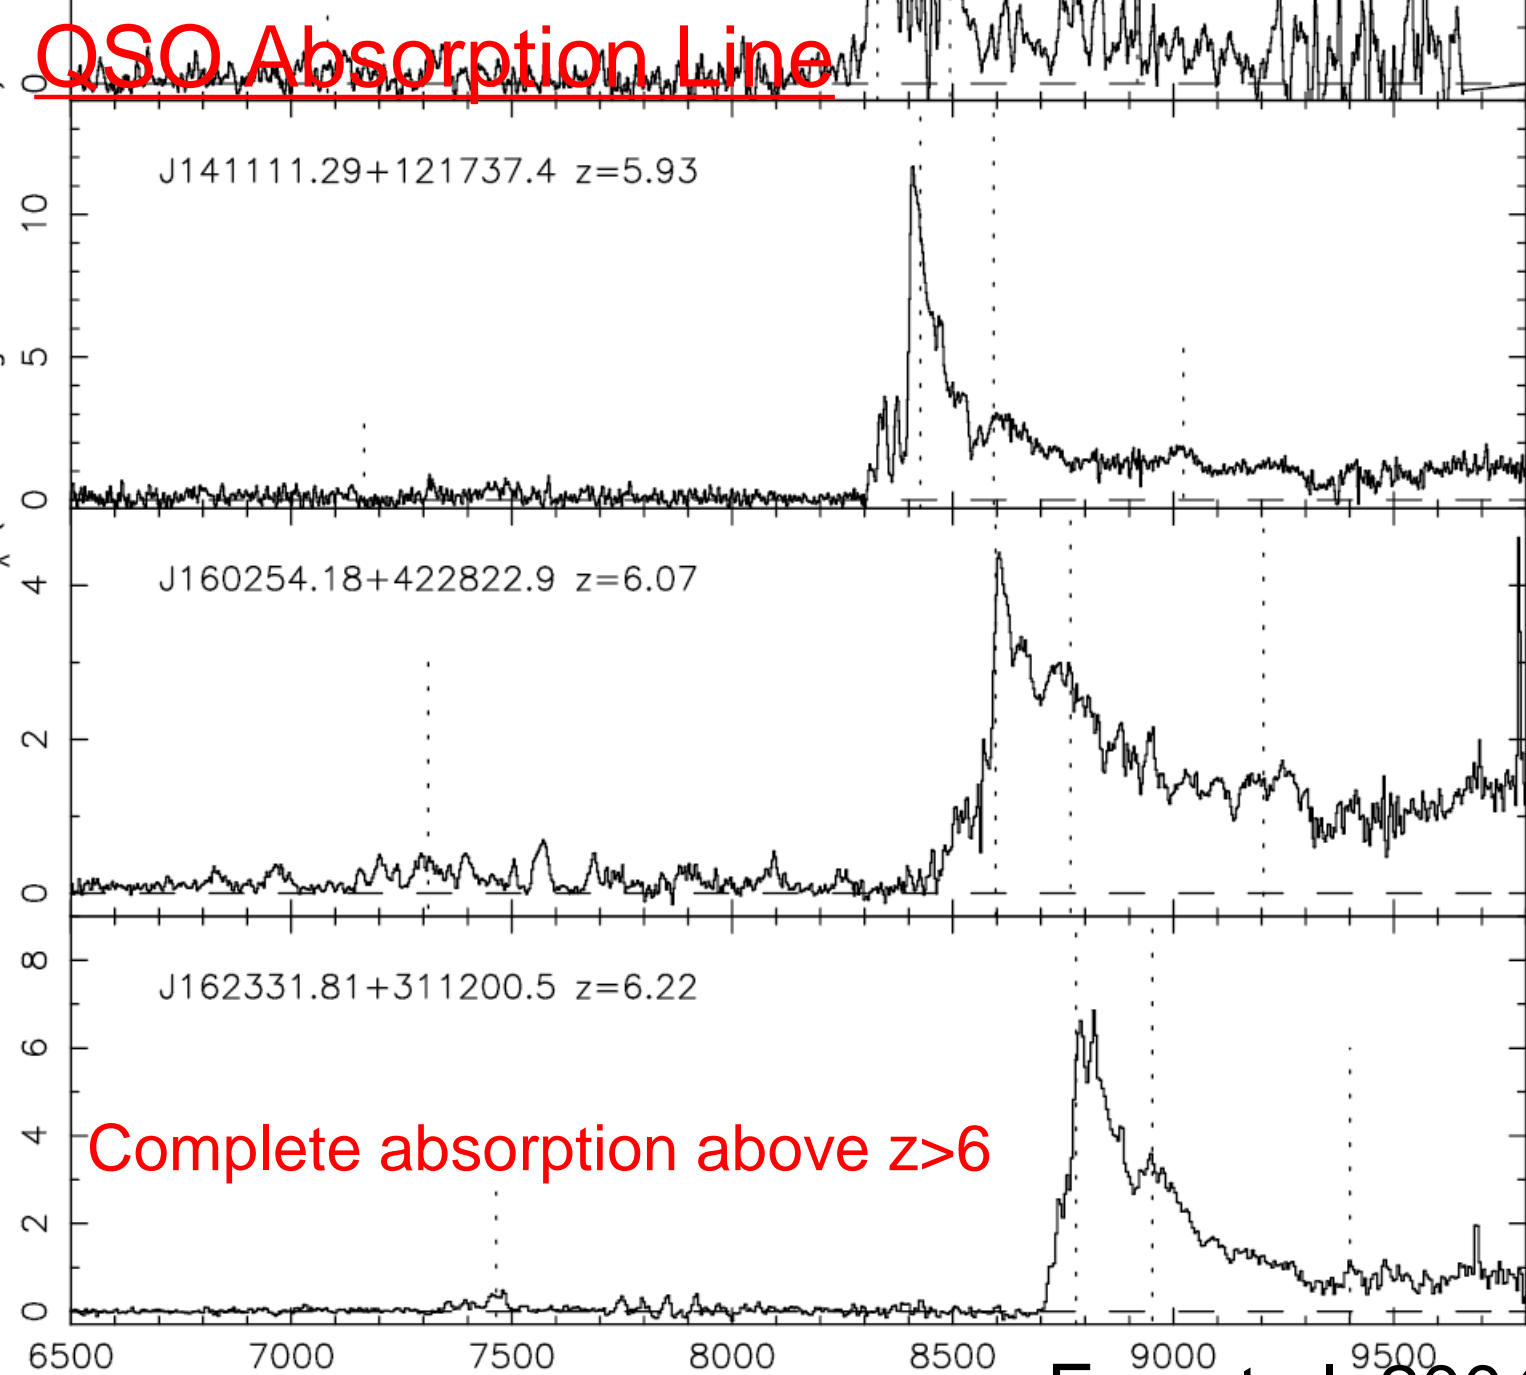 QSO Absorption Line
0
J141111.29+121737.4 z=5.93
10
5
0
J160254.18+422822.9 z=6.07
4
2
0
J162331.81+311200.5 z=6.22
8
6
4
Complete absorption above z>6
2
0
6500 7000 7500 8000 8500 9000 9500